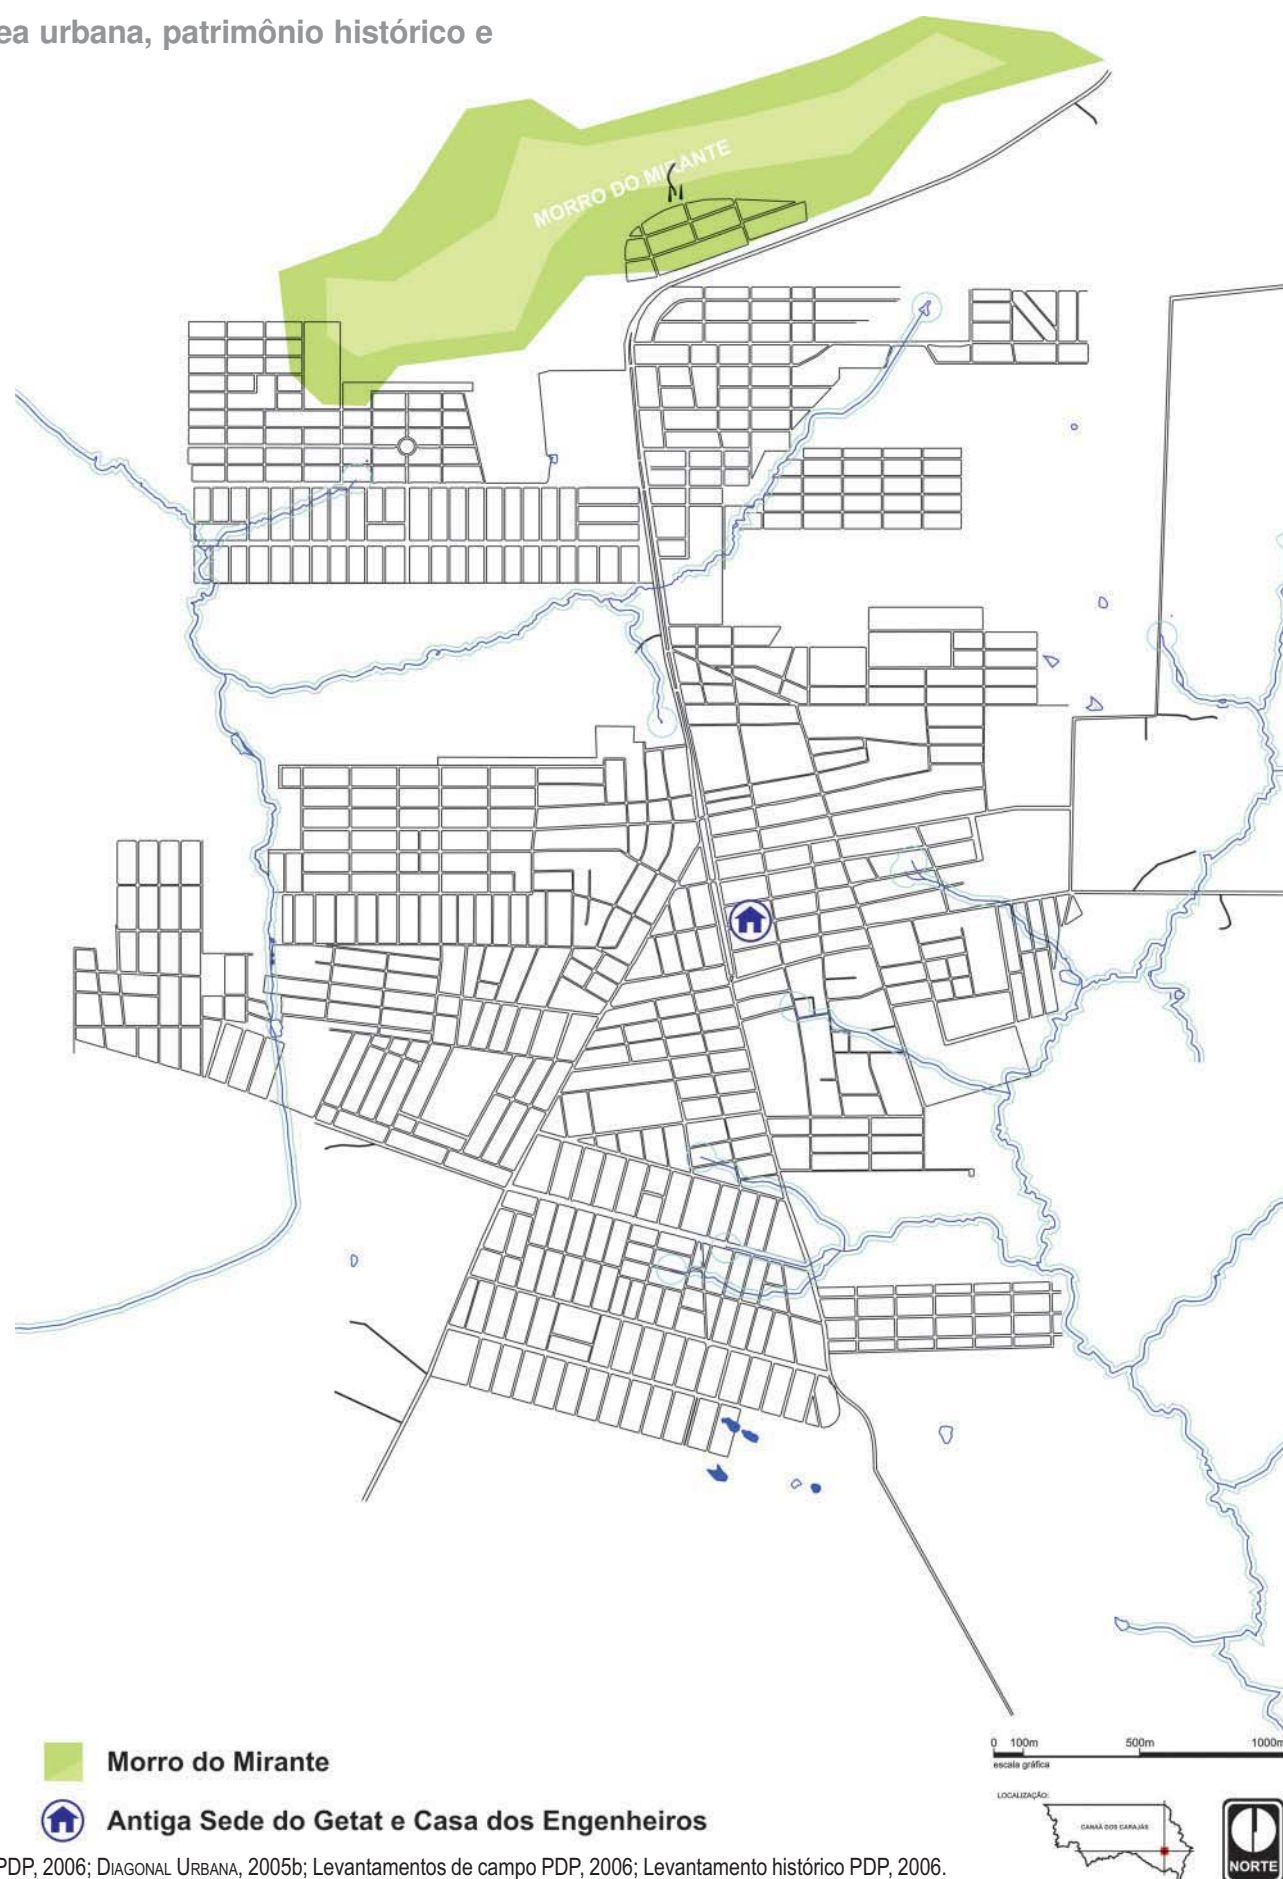 ea urbana, patrimônio histórico e
MORRO DO MIRANTE
Morro do Mirante
Antiga Sede do Getat e Casa dos Engenheiros
0 100m 500m 1000m
escala gráfica
LOCALIZAÇÃO:
CANAÃ DOS CARAJÁS
NORTE
PDP, 2006; DIAGONAL URBANA, 2005b; Levantamentos de campo PDP, 2006; Levantamento histórico PDP, 2006.